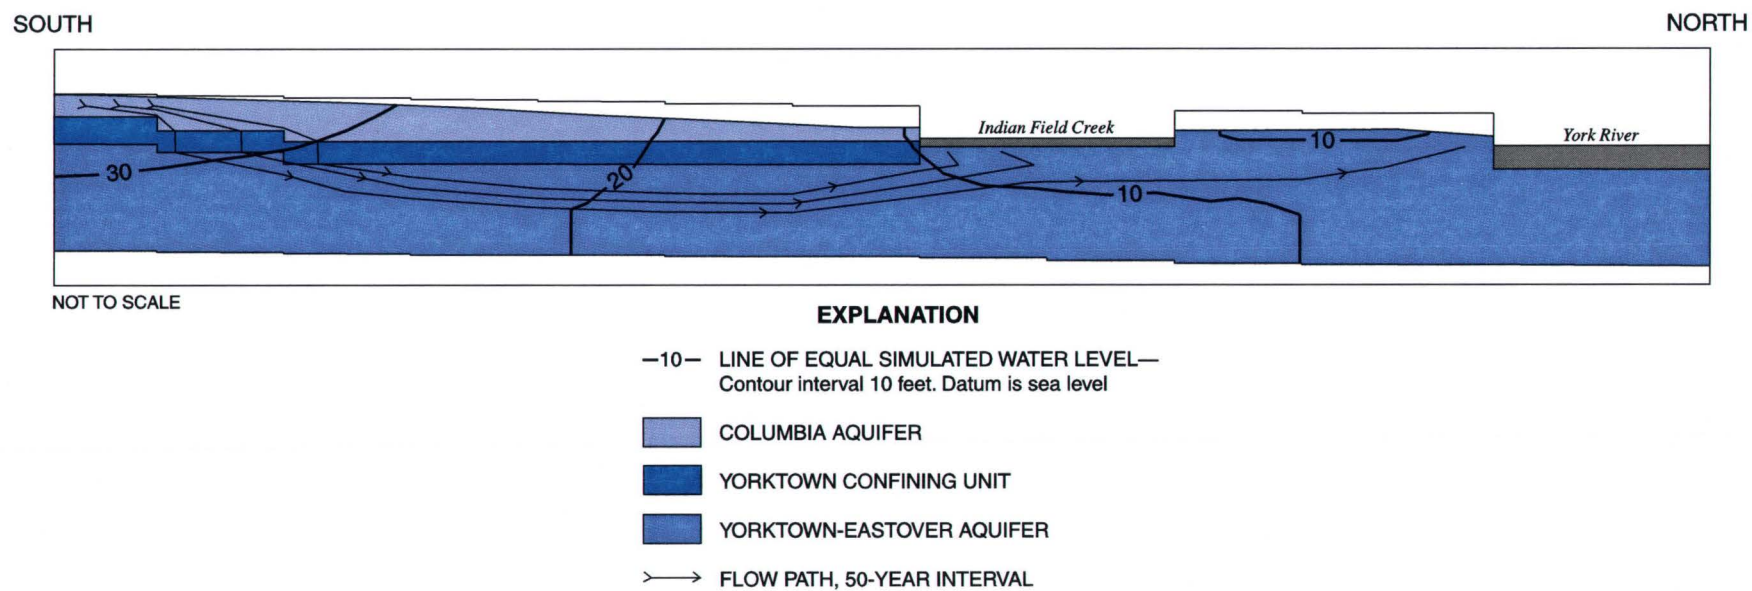 SOUTH
NORTH
Indian Field Creek
York River
10
30
20
10
NOT TO SCALE
EXPLANATION
—10— LINE OF EQUAL SIMULATED WATER LEVEL—
Contour interval 10 feet. Datum is sea level
COLUMBIA AQUIFER
YORKTOWN CONFINING UNIT
YORKTOWN-EASTOVER AQUIFER
FLOW PATH, 50-YEAR INTERVAL